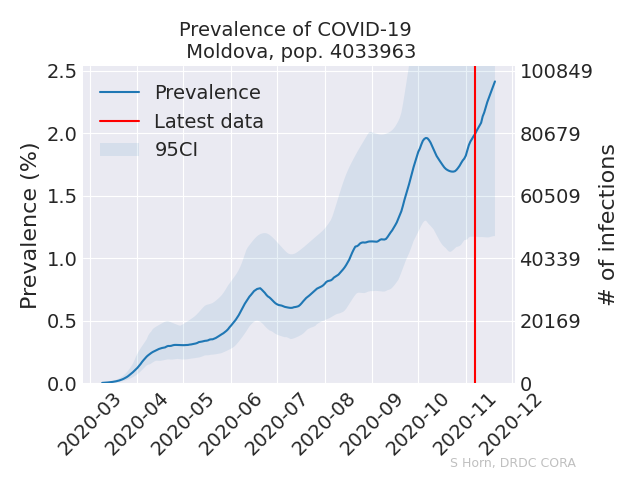 Prevalence of COVID-19
Moldova, pop. 4033963
Prevalence (%)
2.5
2.0
1.5
1.0
0.5
0.0
Prevalence
Latest data
95CI
100849
80679
60509
40339
20169
0
# of infections
2020-03
2020-04
2020-05
2020-06
2020-07
2020-08
2020-09
2020-10
2020-11
2020-12
S Horn, DRDC CORA